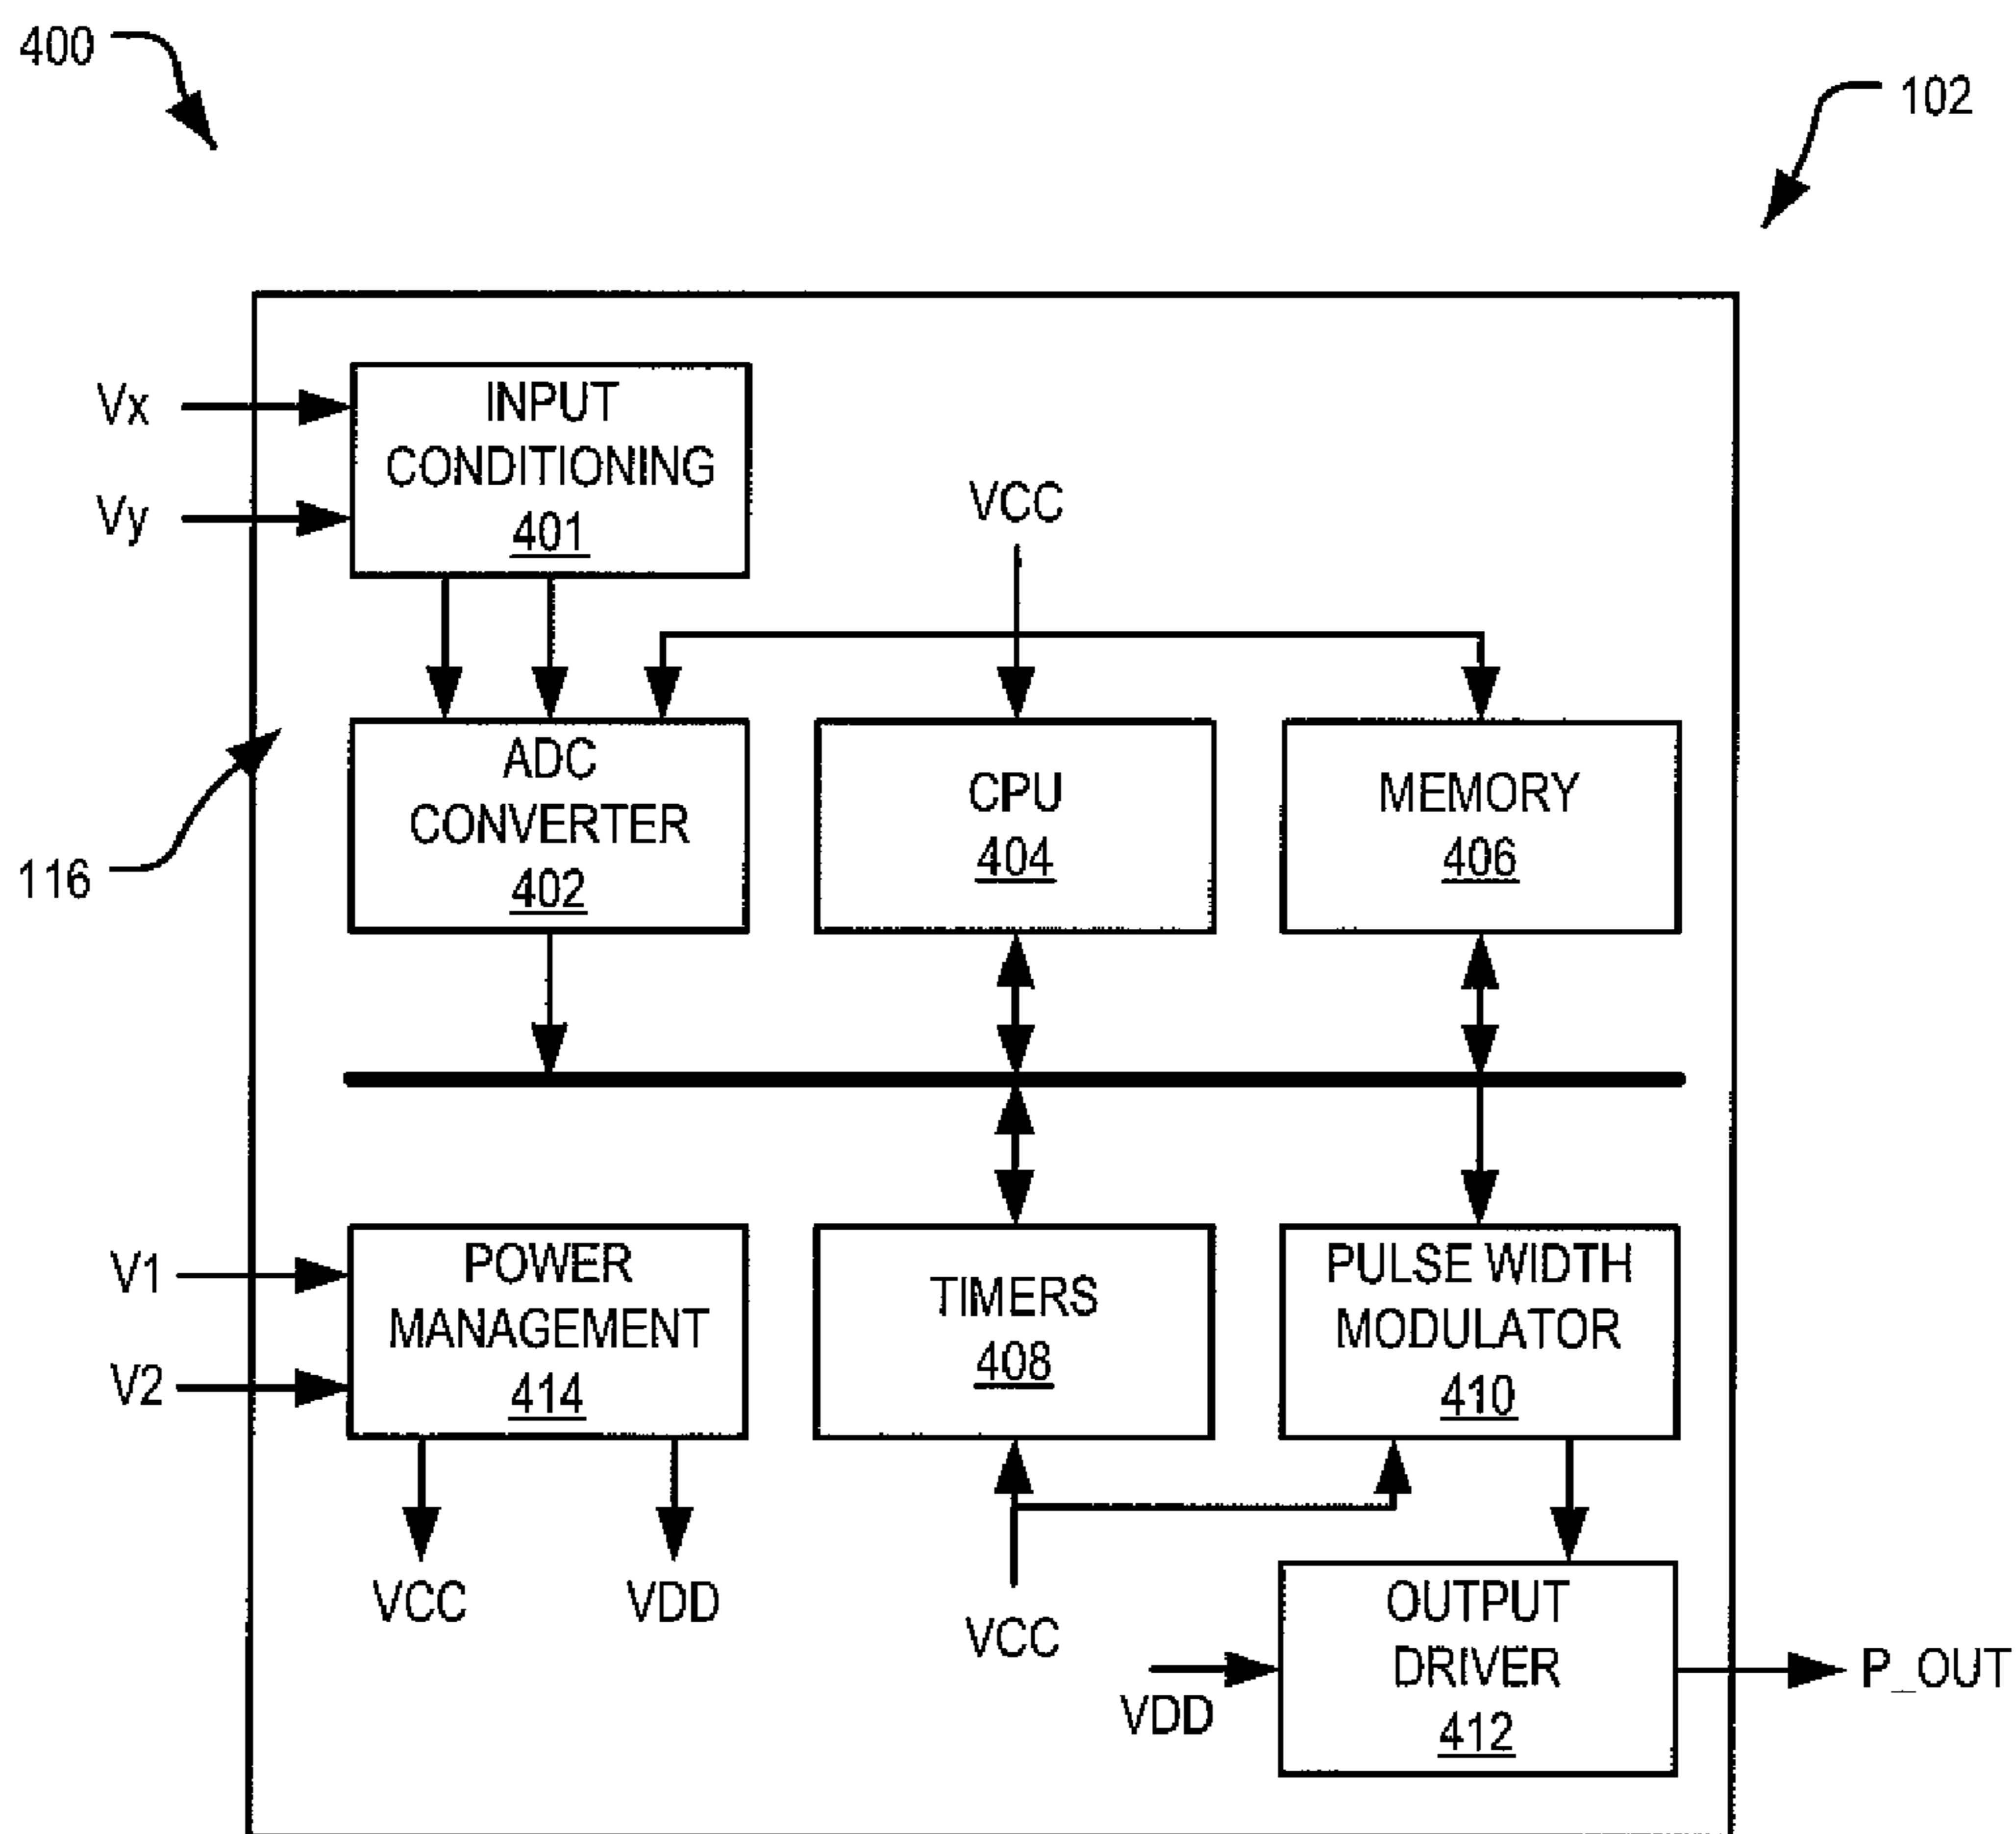 400
102
Vx
INPUT
CONDITIONING
401
Vy
VCC
ADC
CONVERTER
402
CPU
404
MEMORY
406
116
V1
POWER
MANAGEMENT
414
V2
TIMERS
408
PULSE WIDTH
MODULATOR
410
VCC
VDD
VCC
VDD
OUTPUT
DRIVER
412
P_OUT